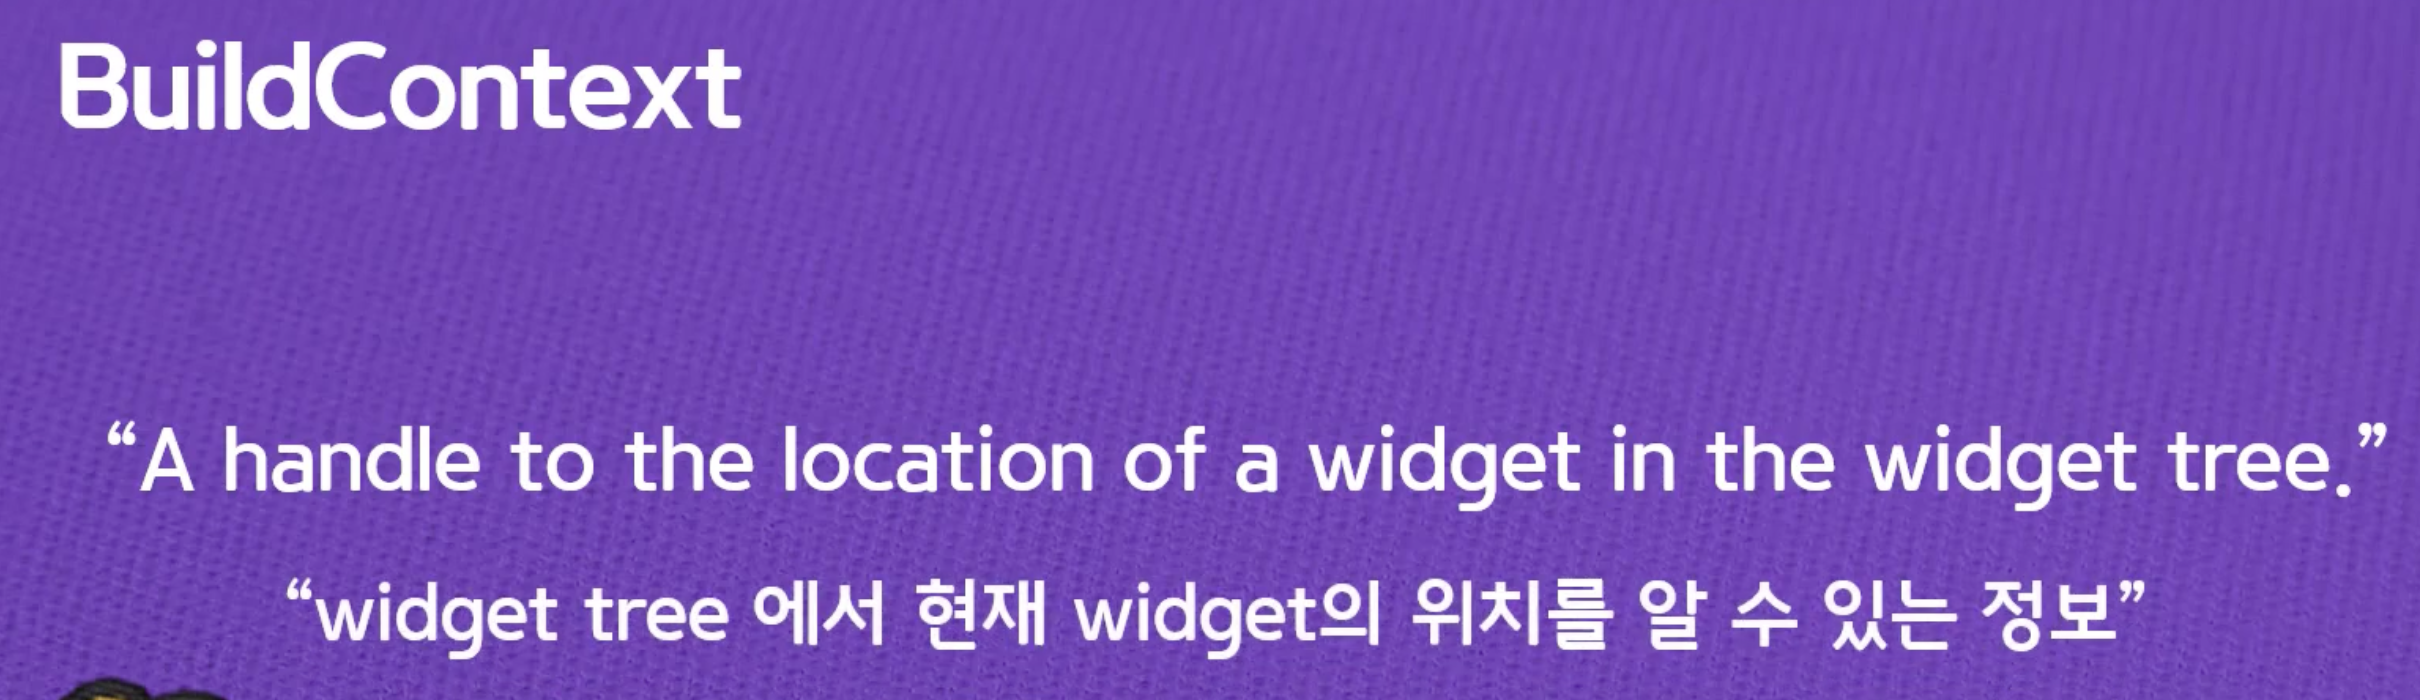 BuildContext
“A handle to the location of a widget in the widget tree.”
“widget tree 에서 현재 widget의 위치를 알 수 있는 정보”